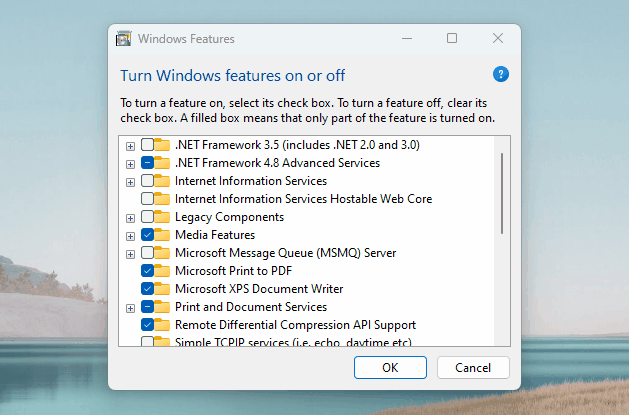 Windows Features
Turn Windows features on or off
?
To turn a feature on, select its check box. To turn a feature off, clear its
check box. A filled box means that only part of the feature is turned on.
.NET Framework 3.5 (includes .NET 2.0 and 3.0)
.NET Framework 4.8 Advanced Services
Internet Information Services
Internet Information Services Hostable Web Core
Legacy Components
Media Features
Microsoft Message Queue (MSMQ) Server
Microsoft Print to PDF
Microsoft XPS Document Writer
Print and Document Services
Remote Differential Compression API Support
Simple TCPIP services (i.e. echo, daytime etc)
OK
Cancel